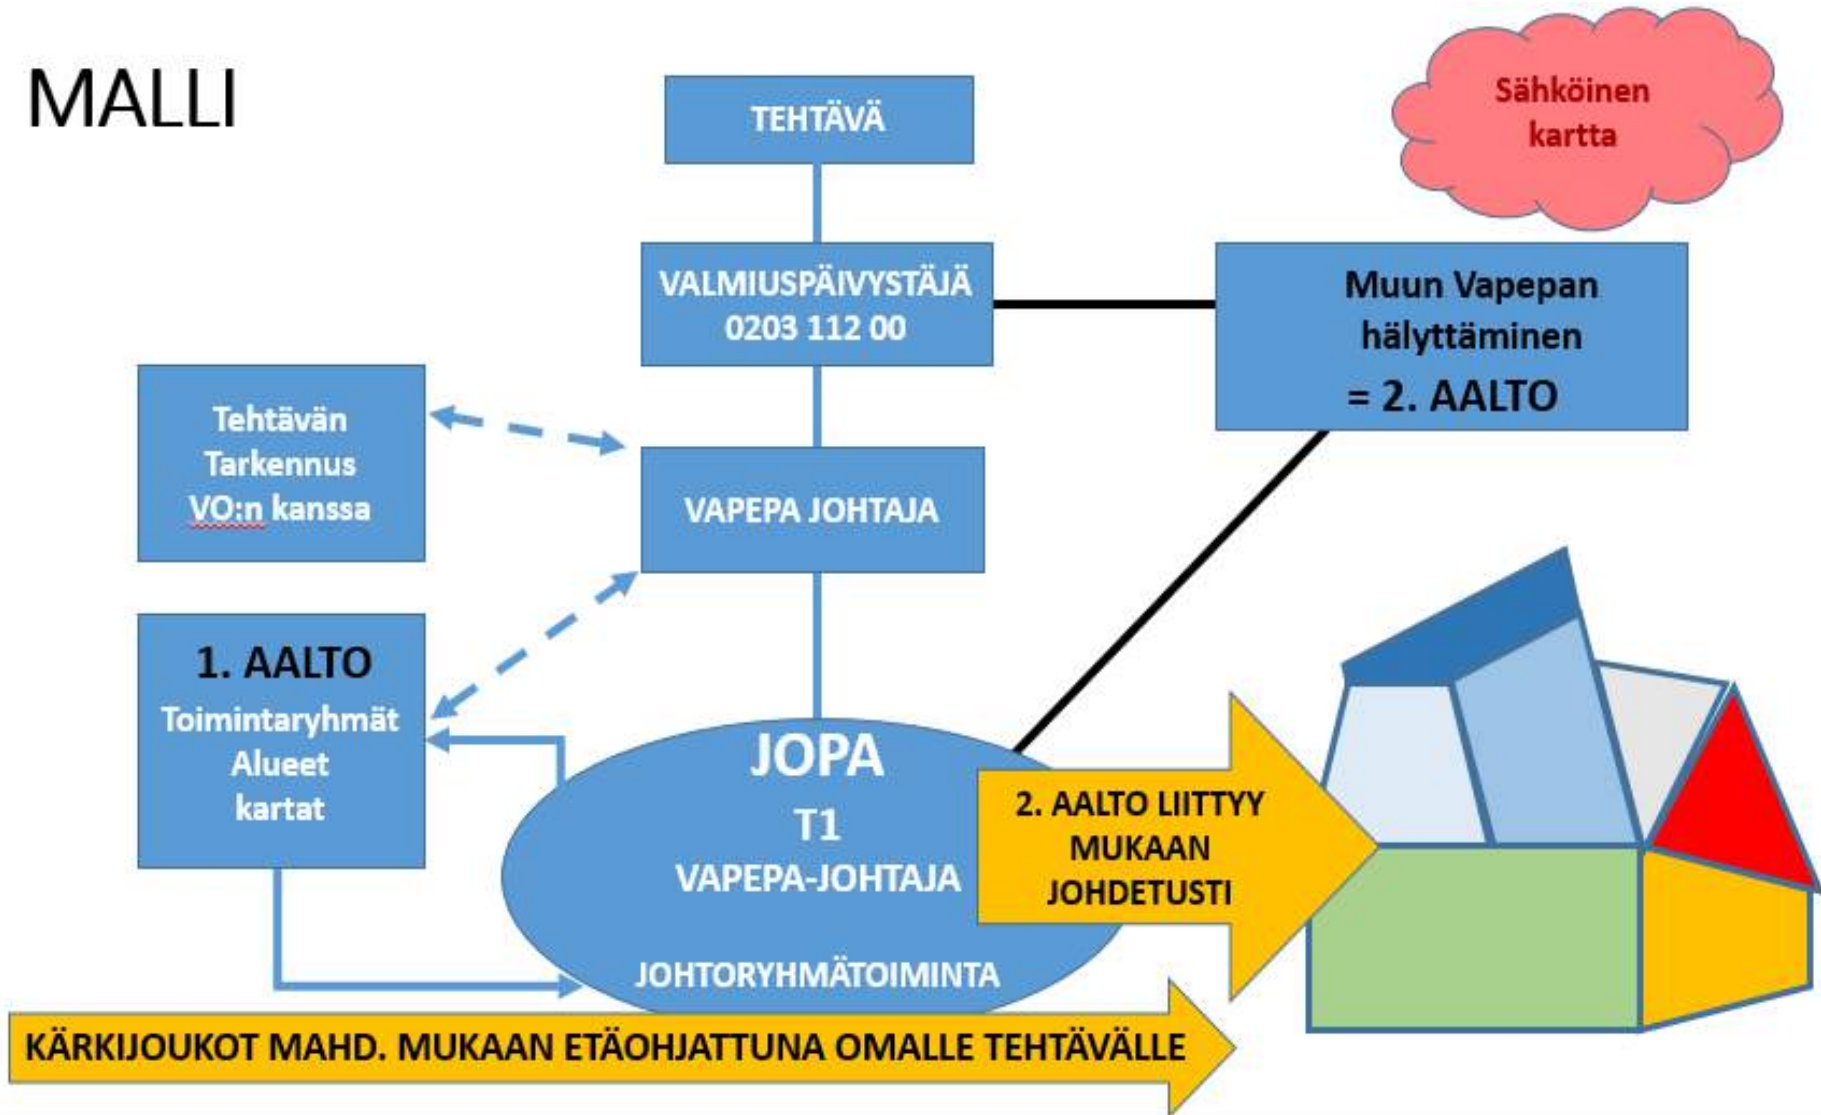 MALLI
TEHTÄVÄ
Sähköinen
kartta
VALMIUSPÄIVYSTÄJÄ
0203 112 00
Muun Vapepan
hälyttäminen
= 2. AALTO
Tehtävän
Tarkennus
VO:n kanssa
VAPEPA JOHTAJA
1. AALTO
Toimintaryhmät
Alueet
kartat
JOPA
T1
VAPEPA-JOHTAJA
JOHTORYHMÄTOIMINTA
2. AALTO LIITTYY
MUKAAN
JOHDETUSTI
KÄRKIJOUKOT MAHD. MUKAAN ETÄOHJATTUNA OMALLE TEHTÄVÄLLE